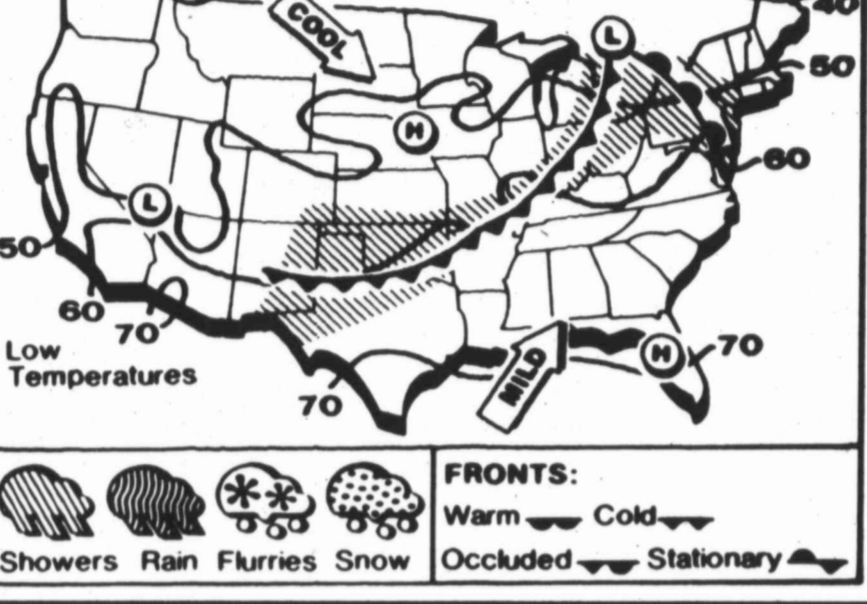 40
COOL
L
50
H
60
L
50
60
70
H
70
MILD
Low
Temperatures
70
FRONTS:
Warm Cold
Showers Rain Flurries Snow
Occluded Stationary